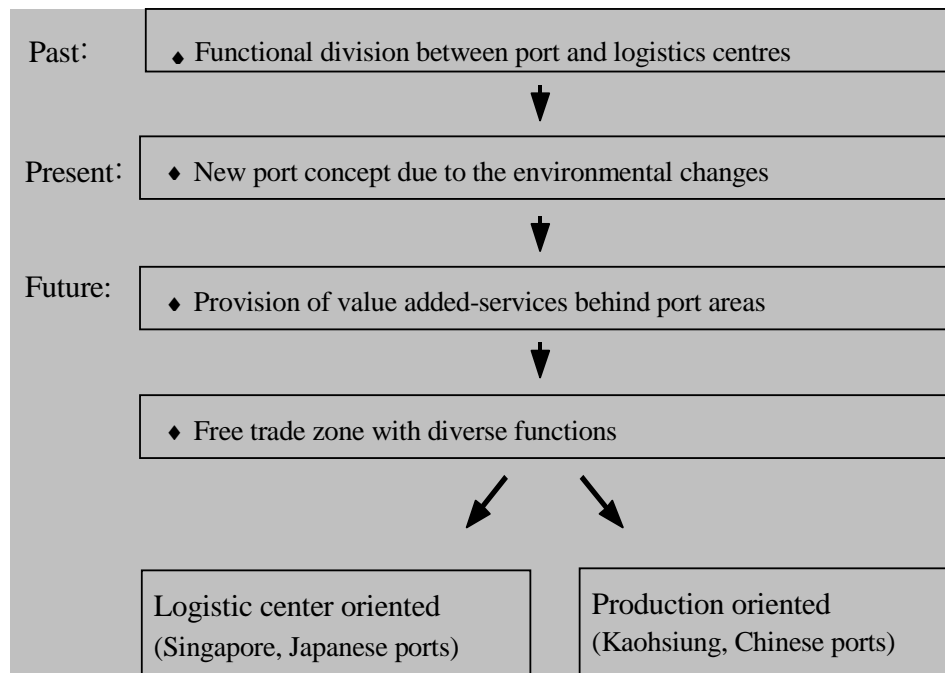 Past:
♦ Functional division between port and logistics centres
Present:
♦ New port concept due to the environmental changes
Future:
♦ Provision of value added-services behind port areas
♦ Free trade zone with diverse functions
Logistic center oriented
(Singapore, Japanese ports)
Production oriented
(Kaohsiung, Chinese ports)